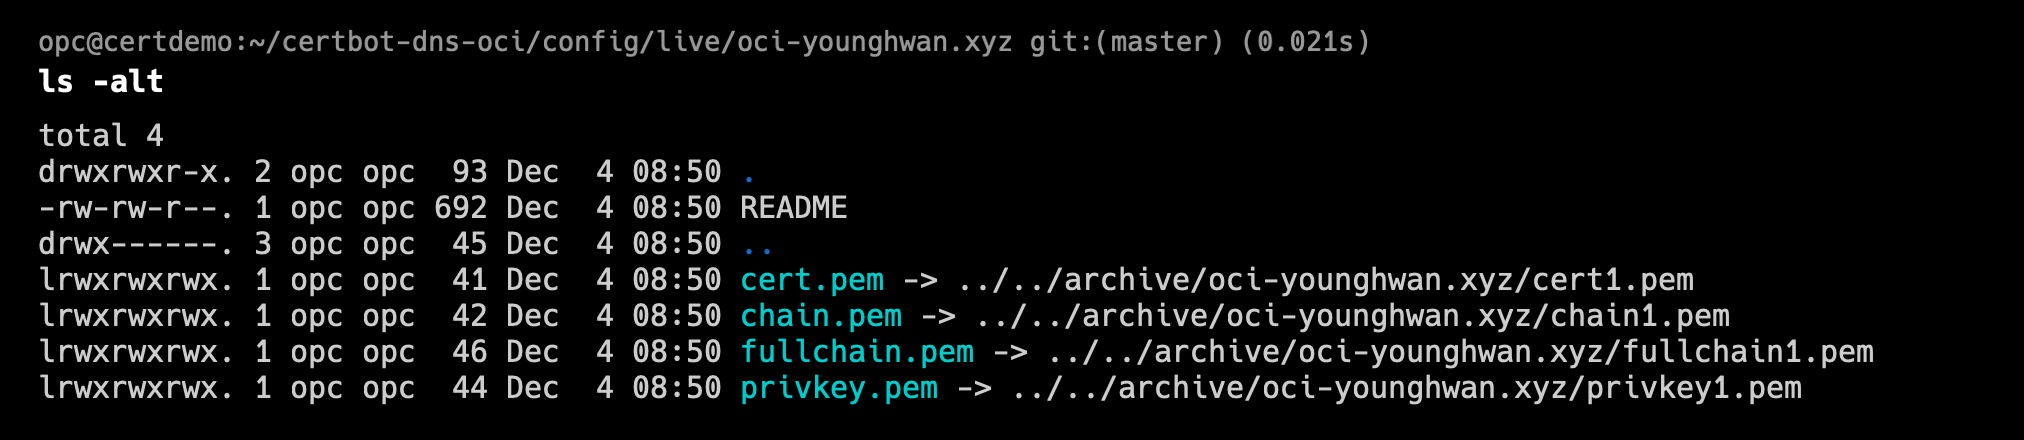 opc@certdemo:~/certbot-dns-oci/config/live/oci-younghwan.xyz git:(master) (0.021s)
ls -alt
total 4
drwxrwxr-x. 2 opc opc  93 Dec  4 08:50 .
-rw-rw-r--. 1 opc opc 692 Dec  4 08:50 README
drwx------. 3 opc opc  45 Dec  4 08:50 ..
lrwxrwxrwx. 1 opc opc  41 Dec  4 08:50 cert.pem -> ../../archive/oci-younghwan.xyz/cert1.pem
lrwxrwxrwx. 1 opc opc  42 Dec  4 08:50 chain.pem -> ../../archive/oci-younghwan.xyz/chain1.pem
lrwxrwxrwx. 1 opc opc  46 Dec  4 08:50 fullchain.pem -> ../../archive/oci-younghwan.xyz/fullchain1.pem
lrwxrwxrwx. 1 opc opc  44 Dec  4 08:50 privkey.pem -> ../../archive/oci-younghwan.xyz/privkey1.pem